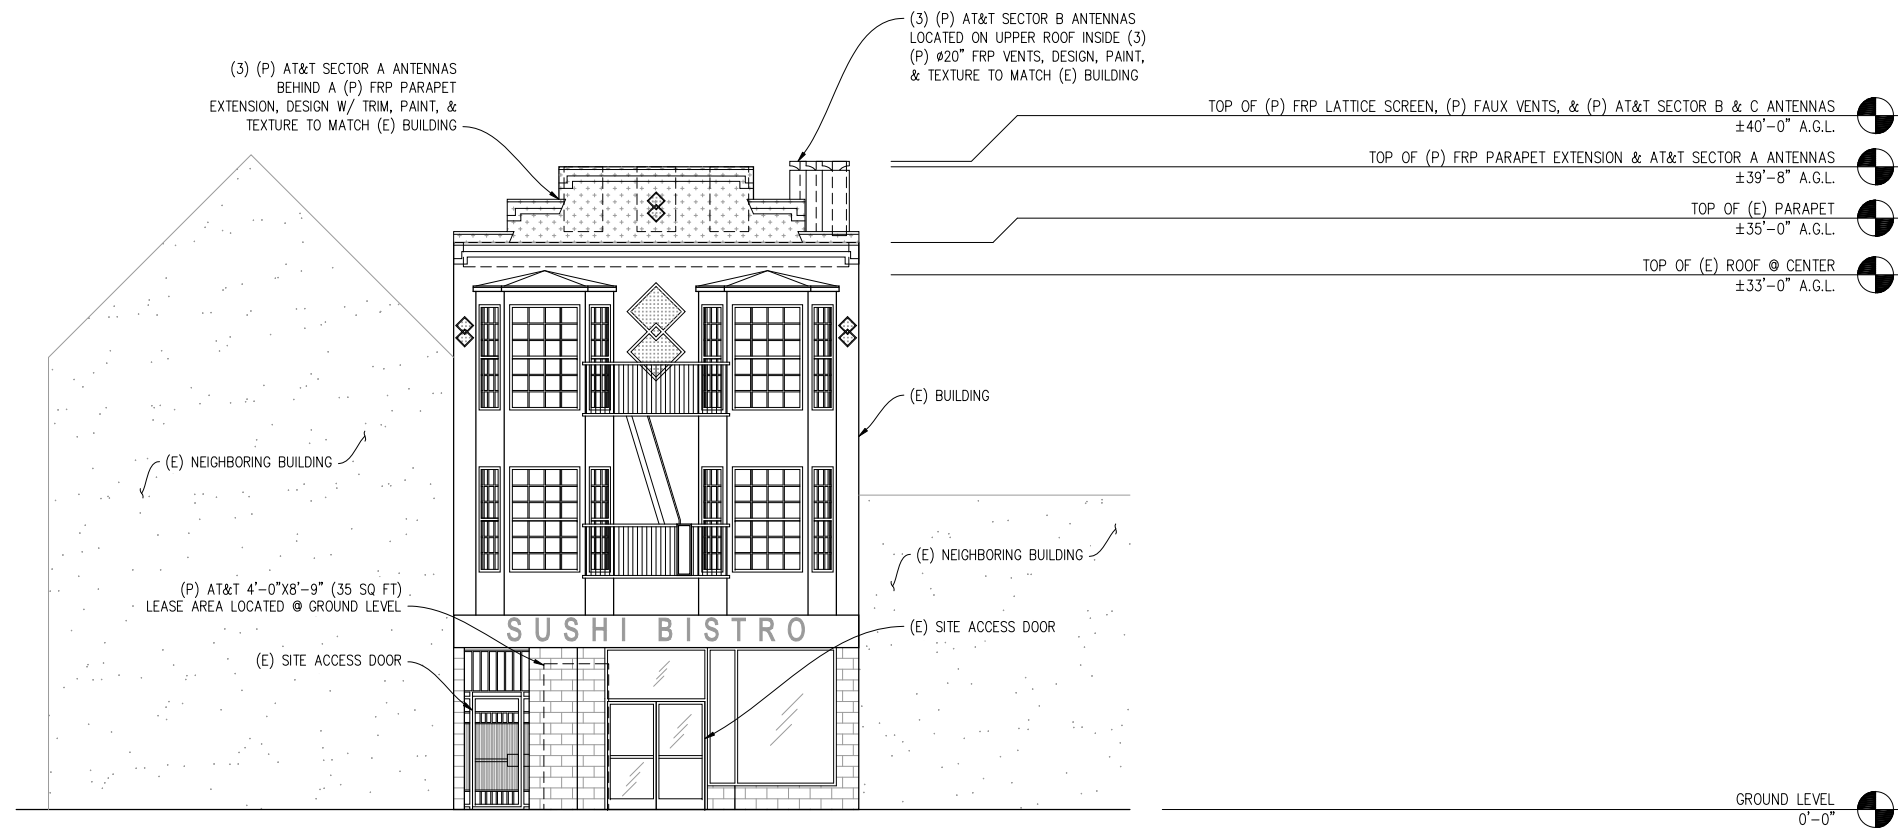 (3) (P) AT&T SECTOR B ANTENNAS
LOCATED ON UPPER ROOF INSIDE (3)
(P) ø20" FRP VENTS, DESIGN, PAINT,
& TEXTURE TO MATCH (E) BUILDING
(3) (P) AT&T SECTOR A ANTENNAS
BEHIND A (P) FRP PARAPET
EXTENSION, DESIGN W/ TRIM, PAINT, &
TEXTURE TO MATCH (E) BUILDING
TOP OF (P) FRP LATTICE SCREEN, (P) FAUX VENTS, & (P) AT&T SECTOR B & C ANTENNAS
±40'-0" A.G.L.
TOP OF (P) FRP PARAPET EXTENSION & AT&T SECTOR A ANTENNAS
±39'-8" A.G.L.
TOP OF (E) PARAPET
±35'-0" A.G.L.
TOP OF (E) ROOF @ CENTER
±33'-0" A.G.L.
(E) BUILDING
(E) NEIGHBORING BUILDING
(E) NEIGHBORING BUILDING
(P) AT&T 4'-0"X8'-9" (35 SQ FT)
LEASE AREA LOCATED @ GROUND LEVEL
SUSHI BISTRO
(E) SITE ACCESS DOOR
(E) SITE ACCESS DOOR
GROUND LEVEL
0'-0"